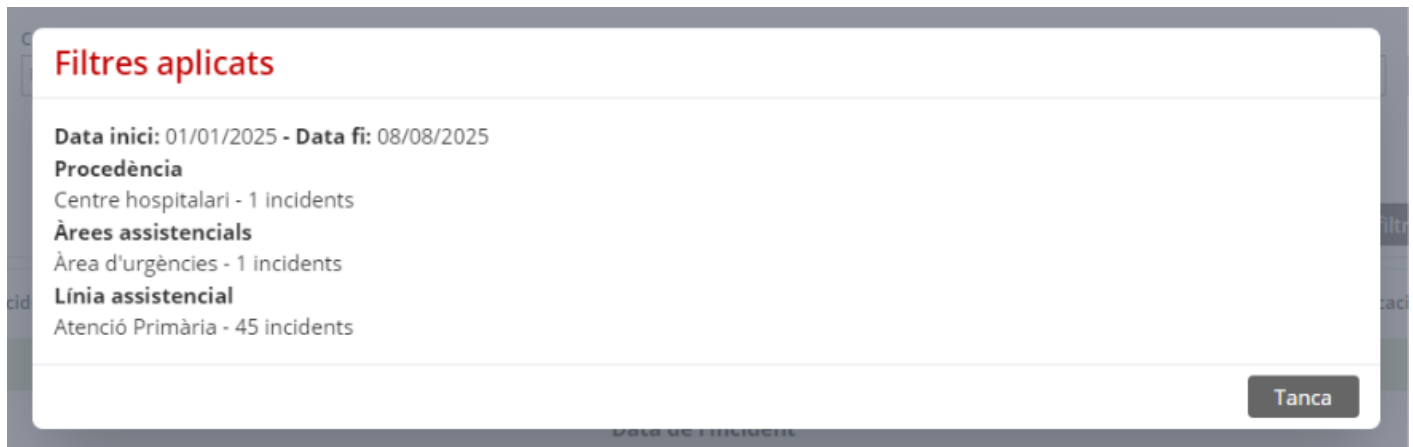 Filtres aplicats
Data inici: 01/01/2025 - Data fi: 08/08/2025
Procedència
Centre hospitalari - 1 incidents
Àrees assistencials
Àrea d'urgències - 1 incidents
Línia assistencial
Atenció Primària - 45 incidents
Tanca
Data de l'incident